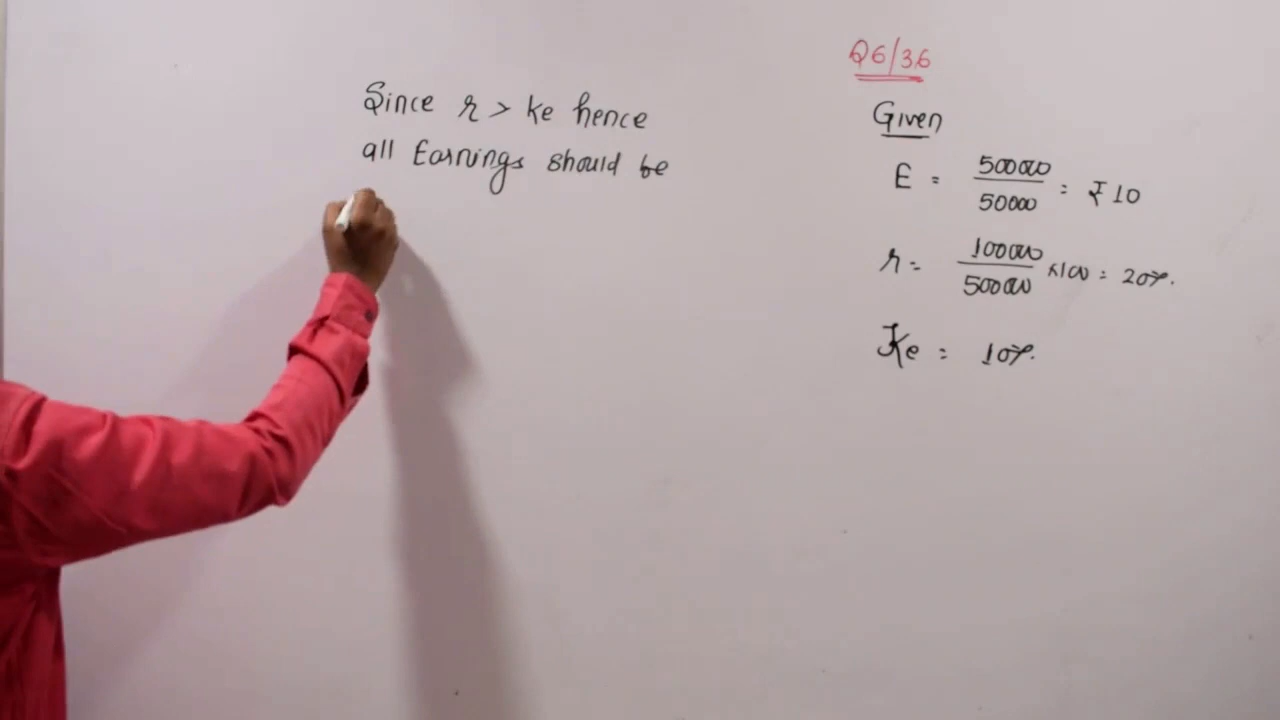 Since r > Ke hence
all Earnings should be
Q6/36
Given
E = 500000/50000 = ₹10
r = 100000/500000 ×100 = 20%.
Ke = 10%.